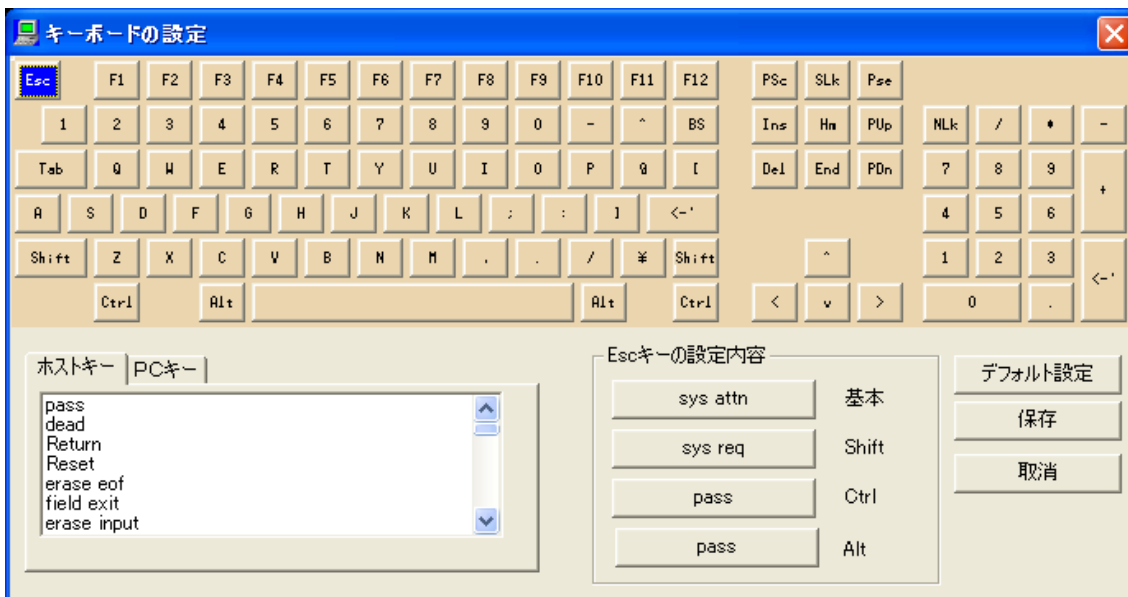 キーボードの設定
Esc F1 F2 F3 F4 F5 F6 F7 F8 F9 F10 F11 F12 PSc SLk Pse
1 2 3 4 5 6 7 8 9 0 - ^ BS Ins Hm PUp NLk / * -
Tab Q W E R T Y U I O P @ [ Del End PDn 7 8 9 +
A S D F G H J K L ; : ] <-' 4 5 6
Shift Z X C V B N M , . / ¥ Shift ^ 1 2 3 <-'
Ctrl Alt Alt Ctrl < v > 0 .
ホストキー PCキー
pass
dead
Return
Reset
erase eof
field exit
erase input
Escキーの設定内容
sys attn 基本
sys req Shift
pass Ctrl
pass Alt
デフォルト設定
保存
取消